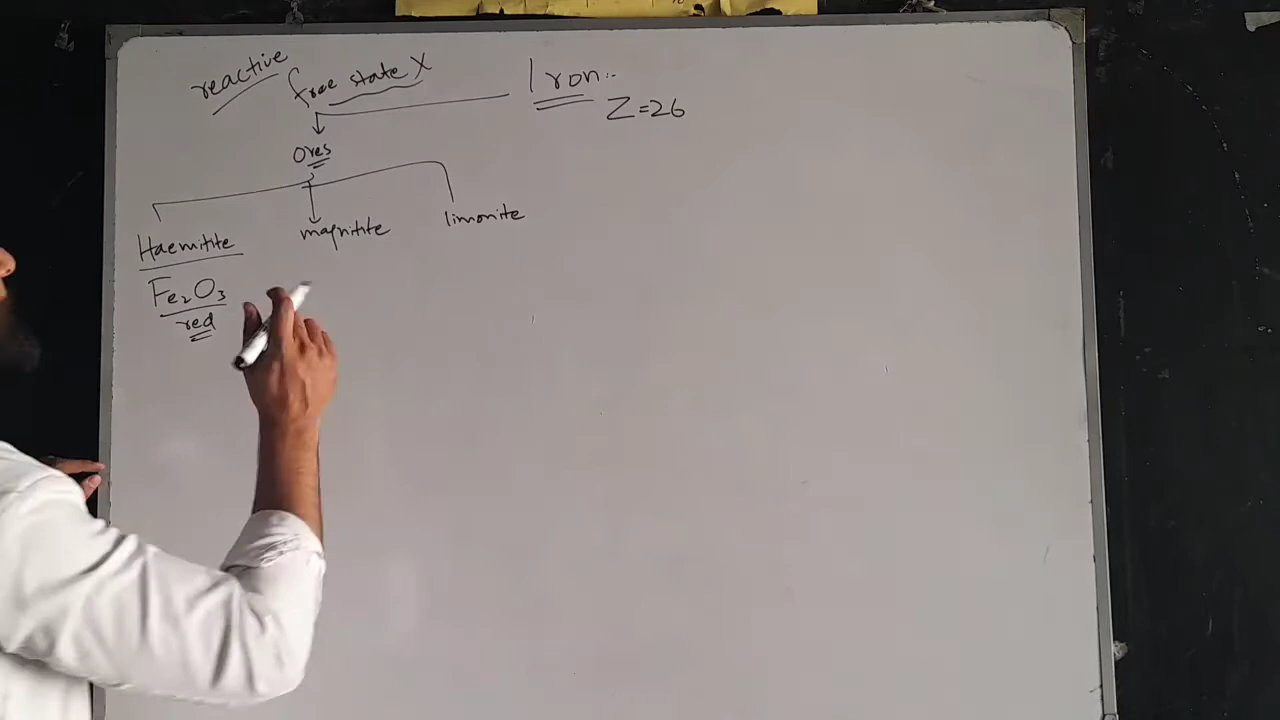 reactive free state X Iron:-
Z=26
Ores
Haemitite magnitite limonite
Fe₂O₃
red